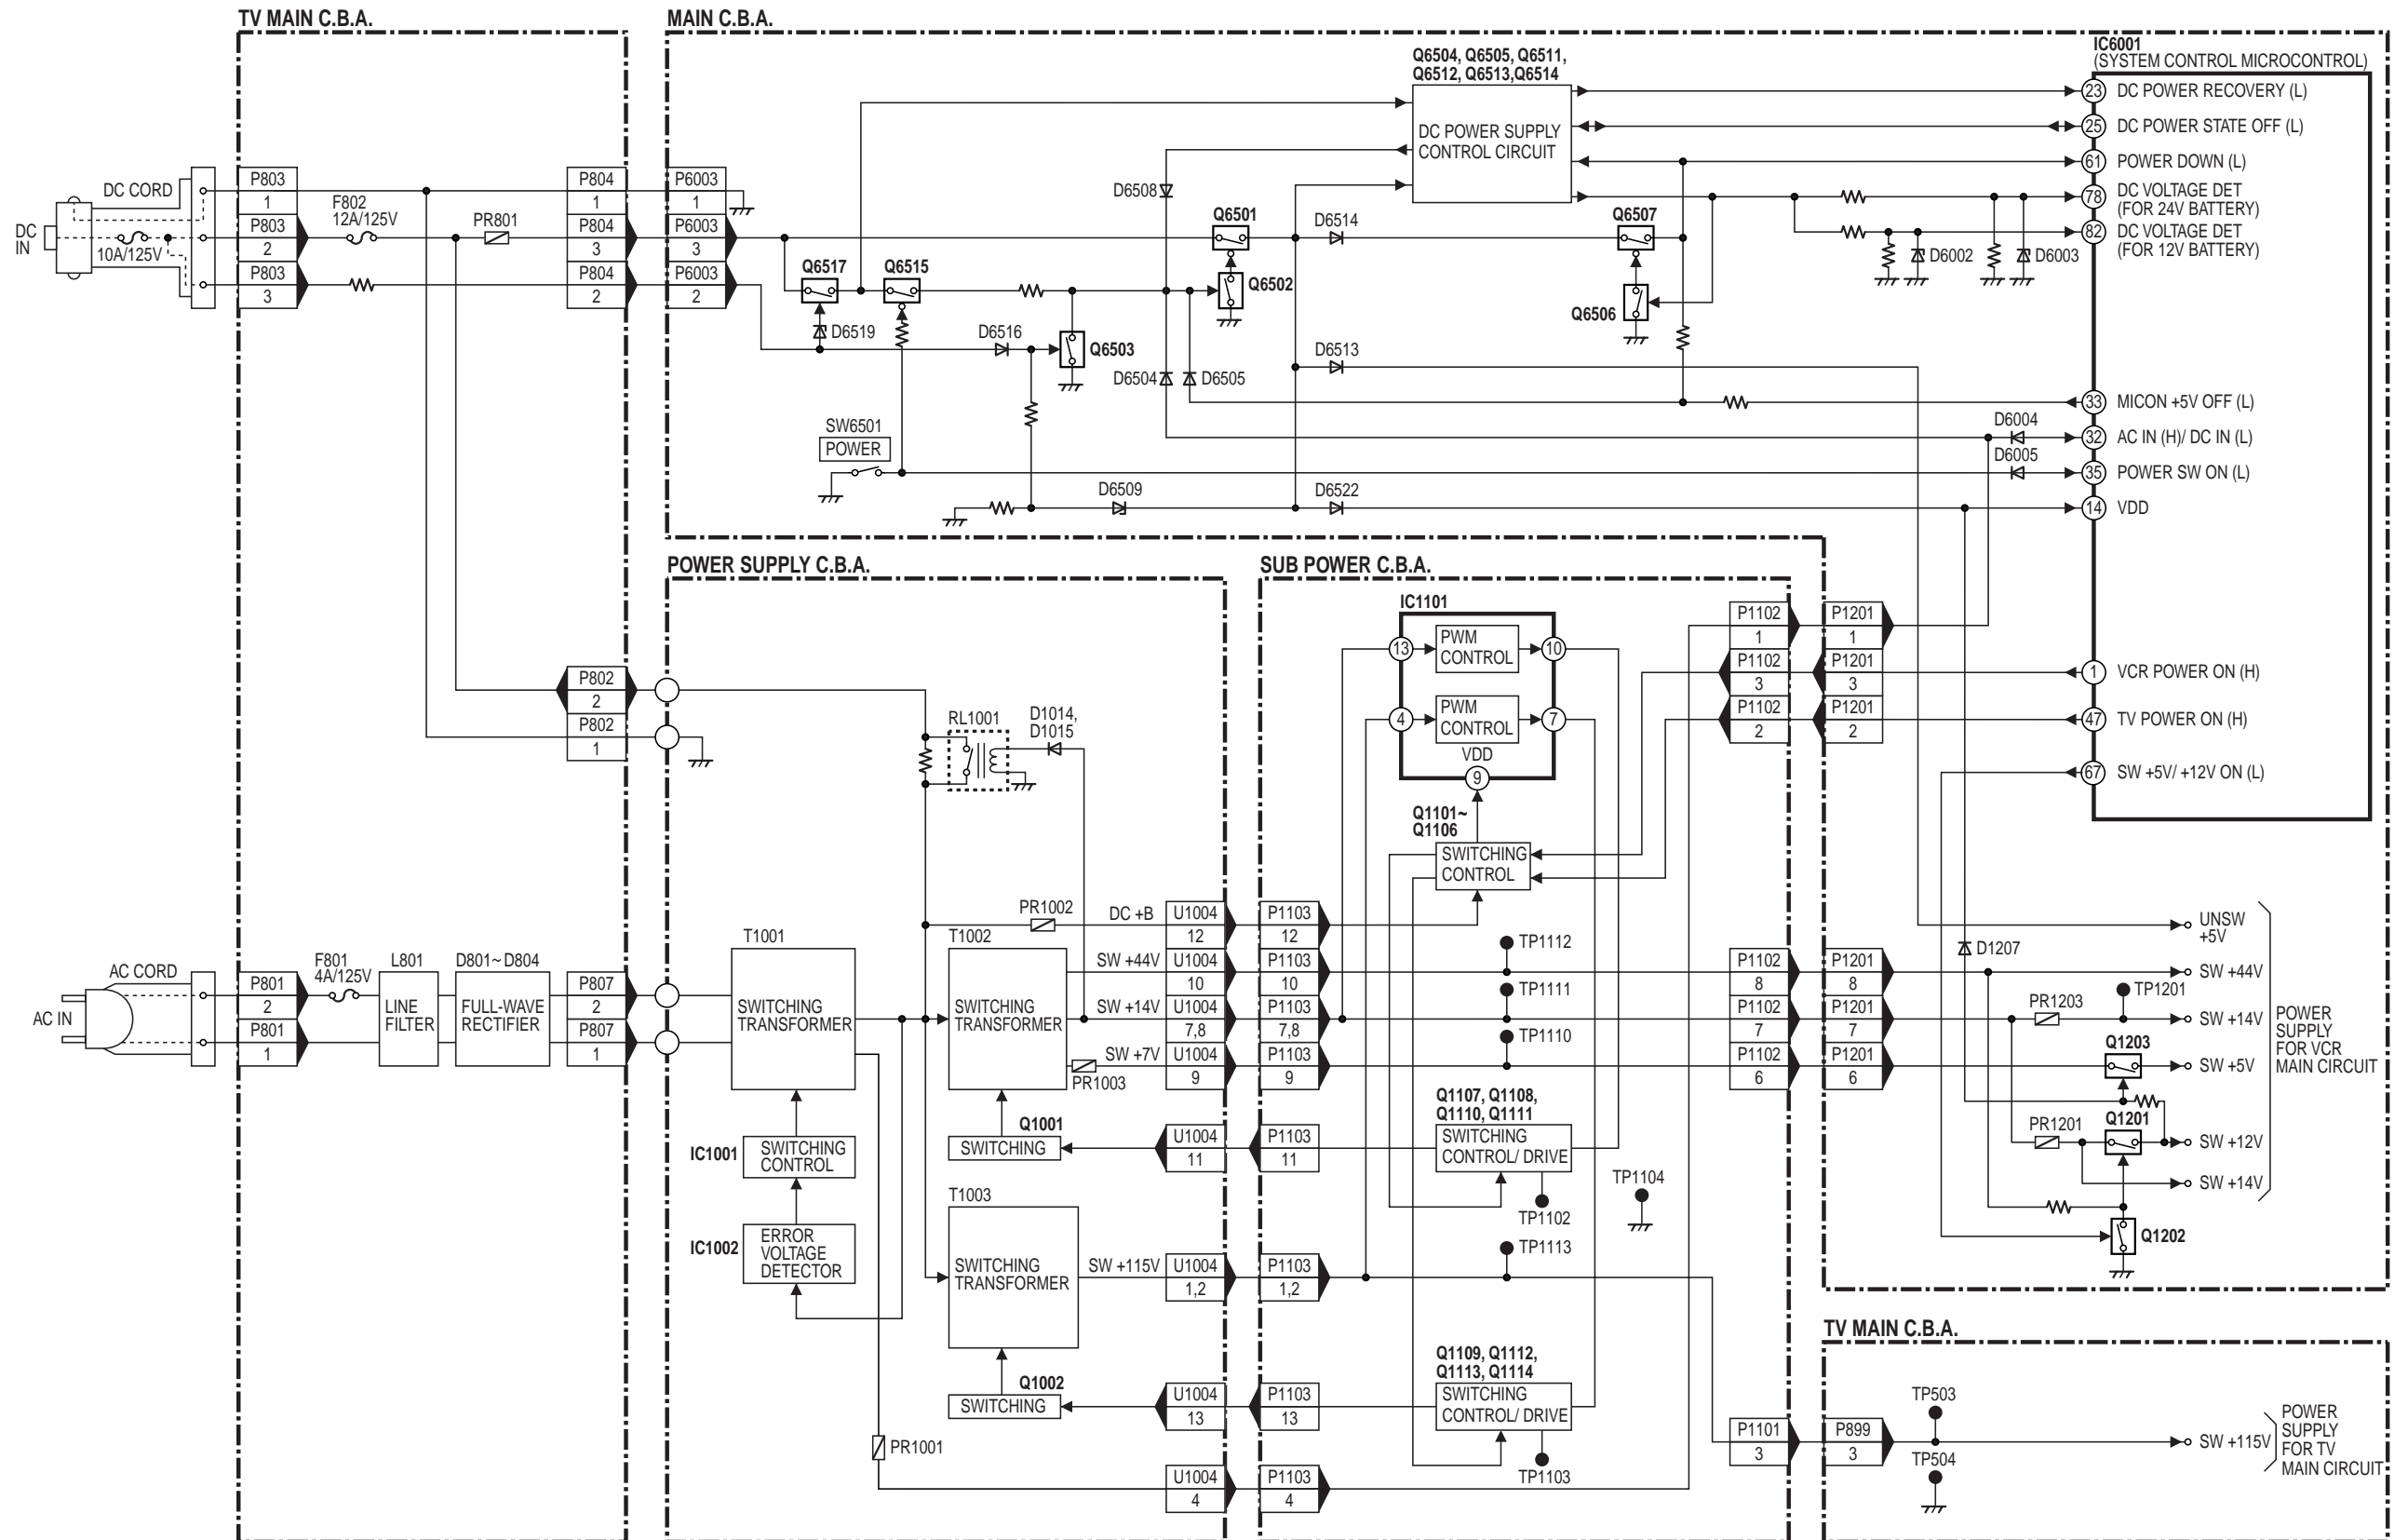 TV MAIN C.B.A.
MAIN C.B.A.
IC6001
(SYSTEM CONTROL MICROCONTROL)
Q6504, Q6505, Q6511,
Q6512, Q6513,Q6514
DC POWER SUPPLY
CONTROL CIRCUIT
23 DC POWER RECOVERY (L)
25 DC POWER STATE OFF (L)
61 POWER DOWN (L)
78 DC VOLTAGE DET
(FOR 24V BATTERY)
82 DC VOLTAGE DET
(FOR 12V BATTERY)
DC CORD
DC
IN
10A/125V
P803
1
P803
2
P803
3
F802
12A/125V
PR801
P804
1
P804
3
P804
2
P6003
1
P6003
3
P6003
2
D6508
Q6501
D6514
Q6507
Q6517
Q6515
Q6502
Q6506
D6002
D6003
D6519
D6516
Q6503
D6504
D6505
D6513
33 MICON +5V OFF (L)
D6004
32 AC IN (H)/ DC IN (L)
SW6501
POWER
D6005
35 POWER SW ON (L)
D6509
D6522
14 VDD
POWER SUPPLY C.B.A.
SUB POWER C.B.A.
IC1101
13
PWM
CONTROL
10
4
PWM
CONTROL
7
VDD
9
P1102
1
P1102
3
P1102
2
P1201
1
P1201
3
P1201
2
1 VCR POWER ON (H)
47 TV POWER ON (H)
67 SW +5V/ +12V ON (L)
P802
2
P802
1
RL1001
D1014,
D1015
Q1101~
Q1106
SWITCHING
CONTROL
AC CORD
AC IN
P801
2
P801
1
F801
4A/125V
L801
LINE
FILTER
D801~ D804
FULL-WAVE
RECTIFIER
P807
2
P807
1
T1001
SWITCHING
TRANSFORMER
PR1002
DC +B
T1002
SWITCHING
TRANSFORMER
SW +44V
SW +14V
SW +7V
PR1003
U1004
12
U1004
10
U1004
7,8
U1004
9
P1103
12
P1103
10
P1103
7,8
P1103
9
TP1112
TP1111
TP1110
P1102
8
P1102
7
P1102
6
P1201
8
P1201
7
P1201
6
D1207
UNSW
+5V
SW +44V
PR1203
TP1201
SW +14V
Q1203
SW +5V
PR1201
Q1201
SW +12V
SW +14V
Q1202
POWER
SUPPLY
FOR VCR
MAIN CIRCUIT
IC1001
SWITCHING
CONTROL
IC1002
ERROR
VOLTAGE
DETECTOR
Q1001
SWITCHING
U1004
11
P1103
11
Q1107, Q1108,
Q1110, Q1111
SWITCHING
CONTROL/ DRIVE
TP1102
TP1104
T1003
SWITCHING
TRANSFORMER
SW +115V
U1004
1,2
P1103
1,2
TP1113
Q1002
SWITCHING
U1004
13
P1103
13
Q1109, Q1112,
Q1113, Q1114
SWITCHING
CONTROL/ DRIVE
TP1103
PR1001
U1004
4
P1103
4
P1101
3
P899
3
TV MAIN C.B.A.
TP503
TP504
SW +115V
POWER
SUPPLY
FOR TV
MAIN CIRCUIT